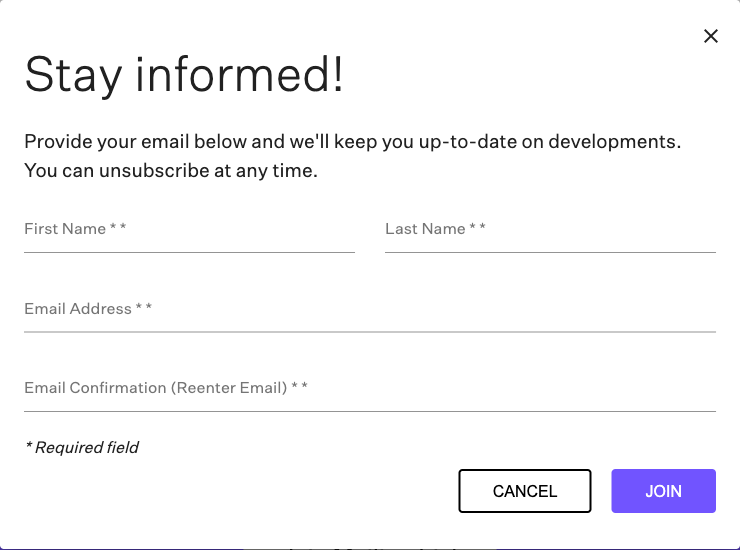 Stay informed!
Provide your email below and we'll keep you up-to-date on developments.
You can unsubscribe at any time.
First Name * *
Last Name * *
Email Address * *
Email Confirmation (Reenter Email) * *
* Required field
CANCEL
JOIN